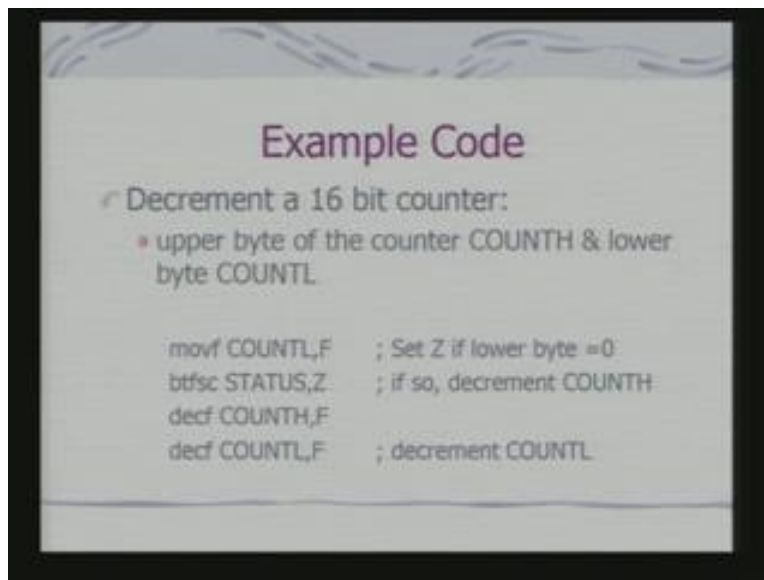 Example Code
Decrement a 16 bit counter:
upper byte of the counter COUNTH & lower
byte COUNTL
movf COUNTL,F ; Set Z if lower byte =0
btfsc STATUS,Z ; if so, decrement COUNTH
decf COUNTH,F
decf COUNTL,F ; decrement COUNTL